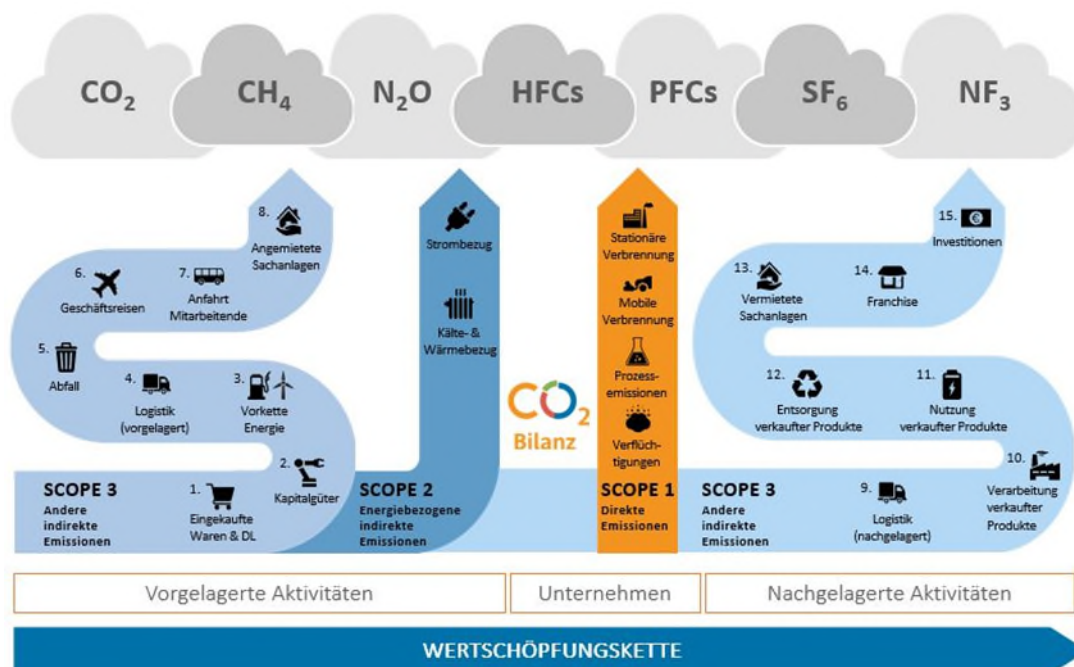 CO₂
CH₄
N₂O
HFCs
PFCs
SF₆
NF₃
8.
Angemietete
Sachanlagen
6.
Geschäftsreisen
7.
Anfahrt
Mitarbeitende
5.
Abfall
4.
Logistik
(vorgelagert)
3.
Vorkette
Energie
2.
Kapitalgüter
1.
Eingekaufte
Waren & DL
SCOPE 3
Andere
indirekte
Emissionen
Strombezug
Kälte- &
Wärmebezug
SCOPE 2
Energiebezogene
indirekte
Emissionen
CO₂
Bilanz
Stationäre
Verbrennung
Mobile
Verbrennung
Prozess-
emissionen
Verflüch-
tigungen
SCOPE 1
Direkte
Emissionen
15.
Investitionen
13.
Vermietete
Sachanlagen
14.
Franchise
12.
Entsorgung
verkaufter Produkte
11.
Nutzung
verkaufter Produkte
10.
Verarbeitung
verkaufter
Produkte
9.
Logistik
(nachgelagert)
SCOPE 3
Andere
indirekte
Emissionen
Vorgelagerte Aktivitäten
Unternehmen
Nachgelagerte Aktivitäten
WERTSCHÖPFUNGSKETTE